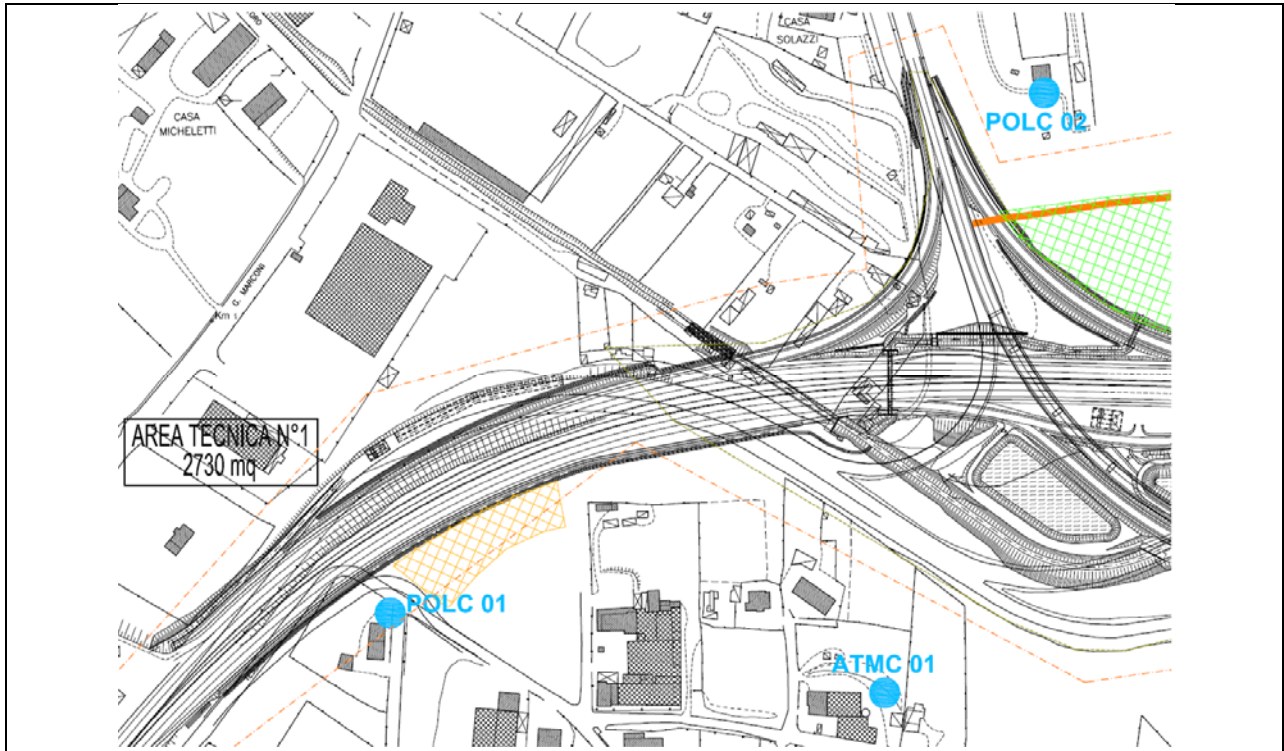 CASA
SOLAZZI
CASA
MICHELETTI
POLC 02
G. MARCONI
Km 1
AREA TECNICA N°1
2730 mq
POLC 01
ATMC 01